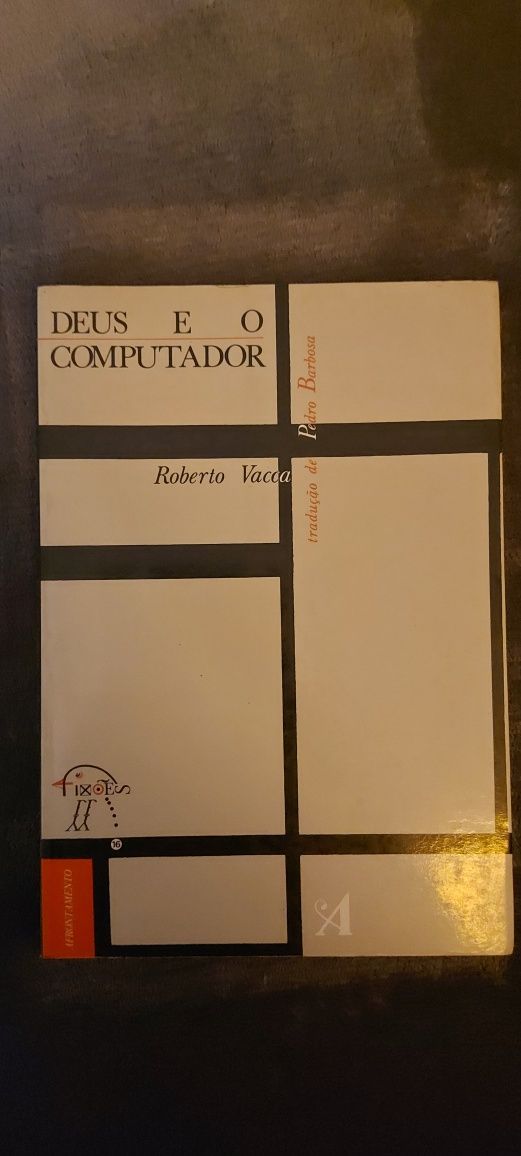 DEUS E O
COMPUTADOR
Roberto Vacca
tradução de Pedro Barbosa
fixões
XX
16
AFRONTAMENTO
A